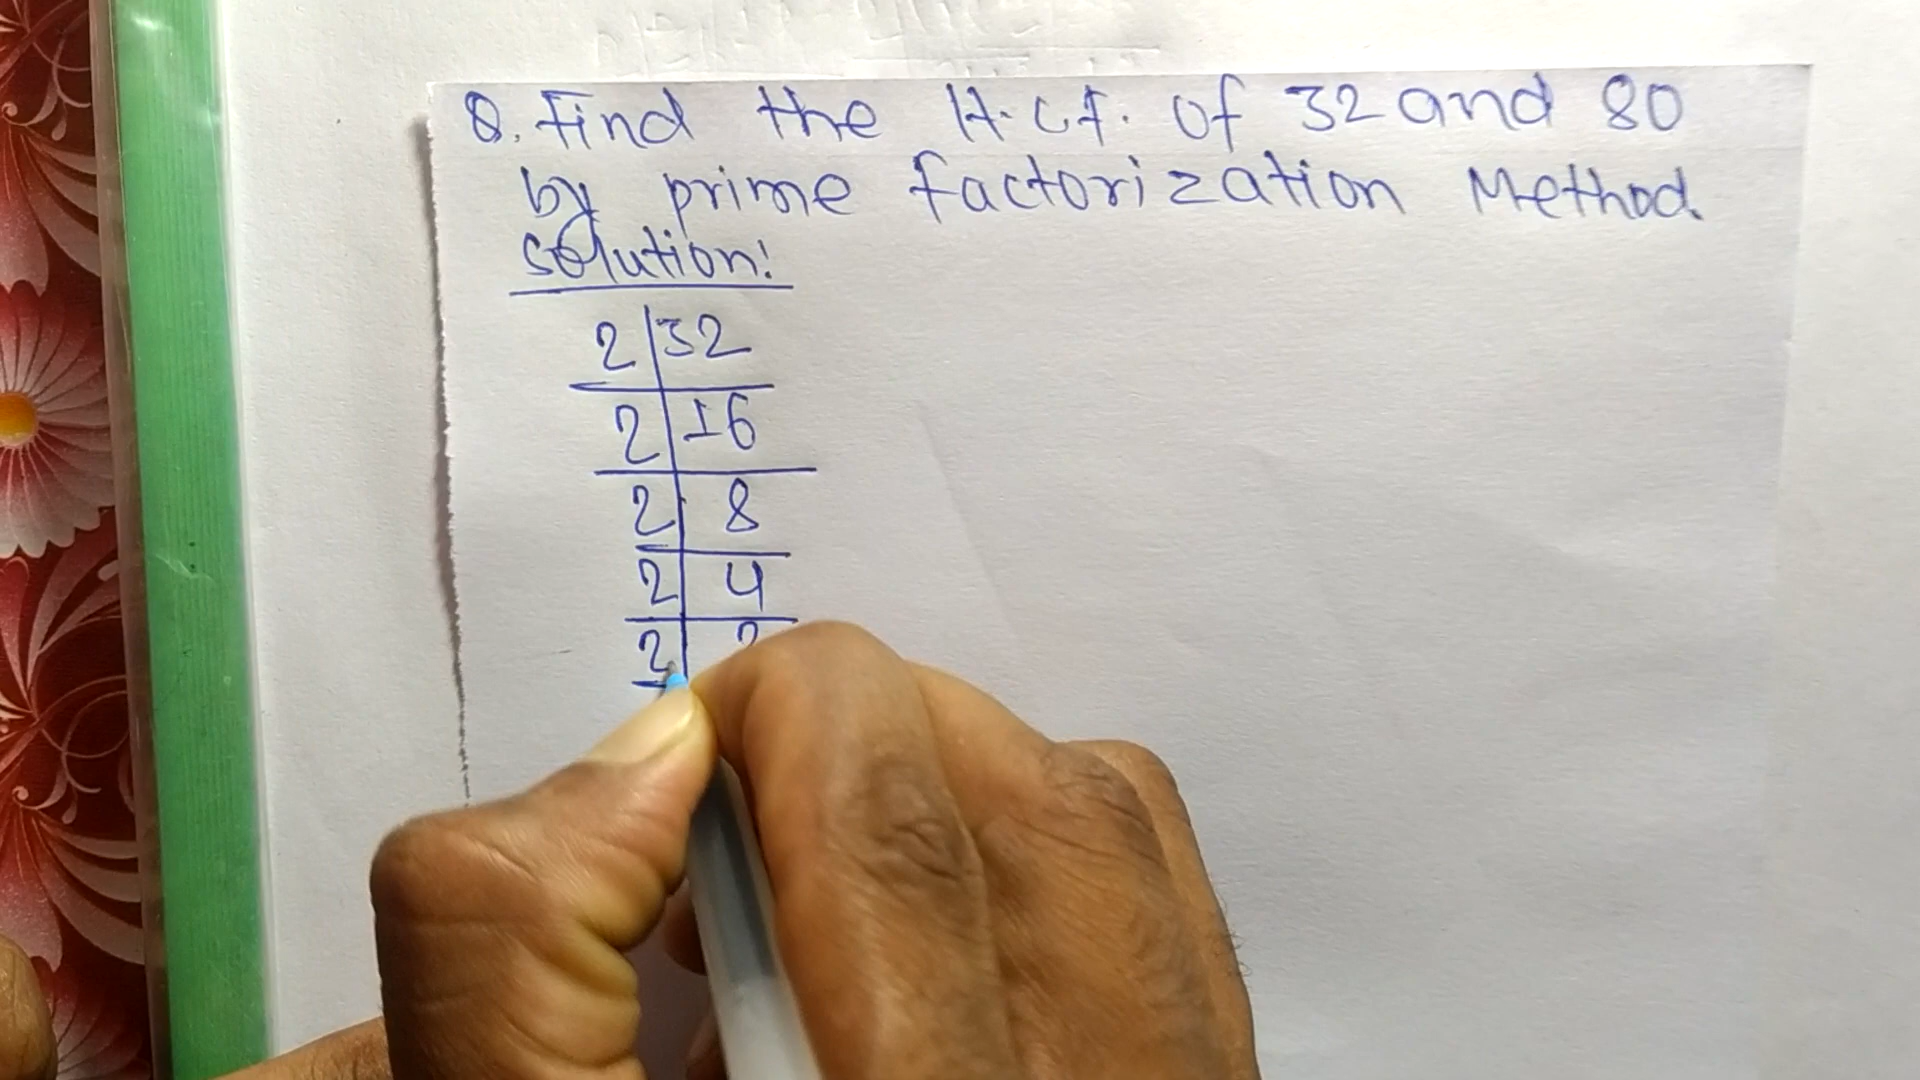 Q. Find the H.C.F. of 32 and 80
by prime factorization Method.
Solution:
2 32
2 16
2 8
2 4
2 2